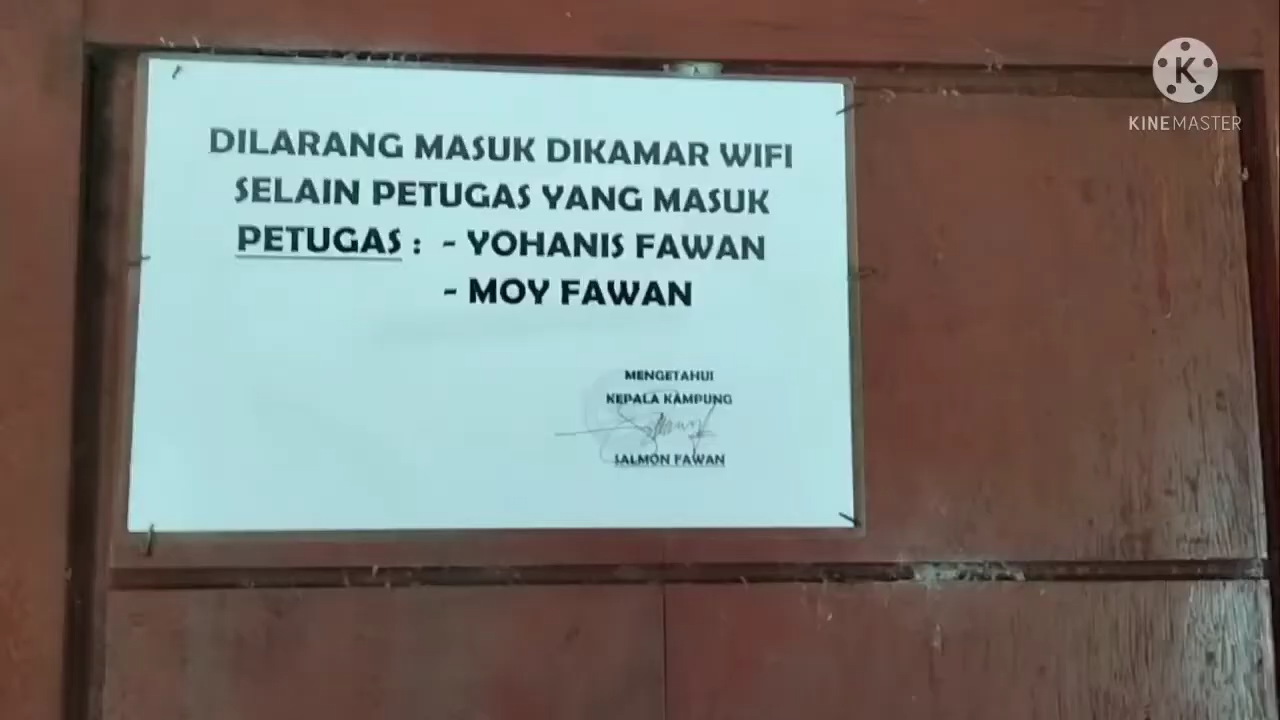 DILARANG MASUK DIKAMAR WIFI
SELAIN PETUGAS YANG MASUK
PETUGAS : - YOHANIS FAWAN
- MOY FAWAN
MENGETAHUI
KEPALA KAMPUNG
SALMON FAWAN
K
KINEMASTER